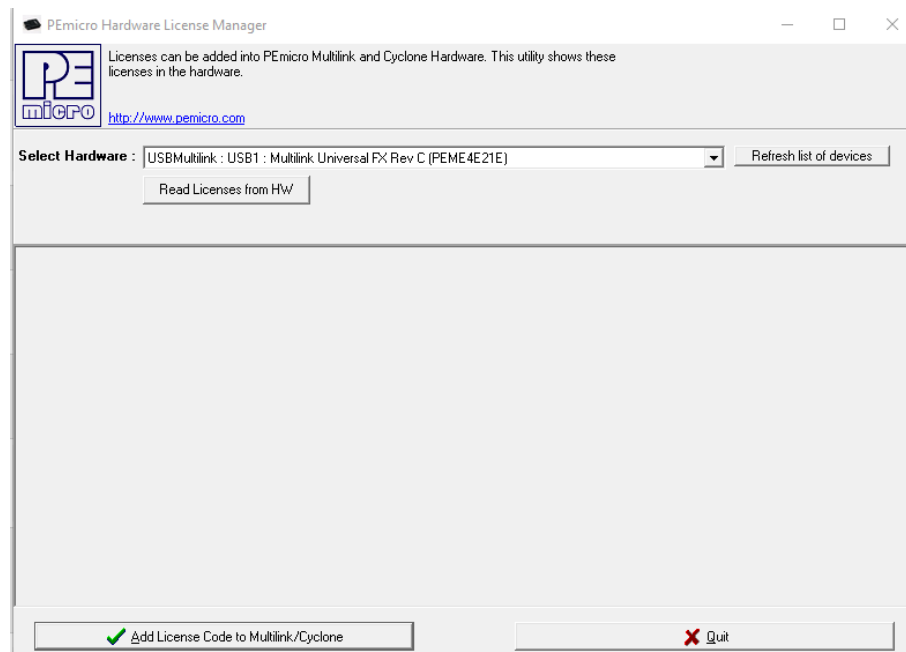 PEmicro Hardware License Manager
Licenses can be added into PEmicro Multilink and Cyclone Hardware. This utility shows these
licenses in the hardware.
PE
micro
http://www.pemicro.com
Select Hardware : USBMultilink : USB1 : Multilink Universal FX Rev C (PEME4E21E) Refresh list of devices
Read Licenses from HW
Add License Code to Multilink/Cyclone Quit